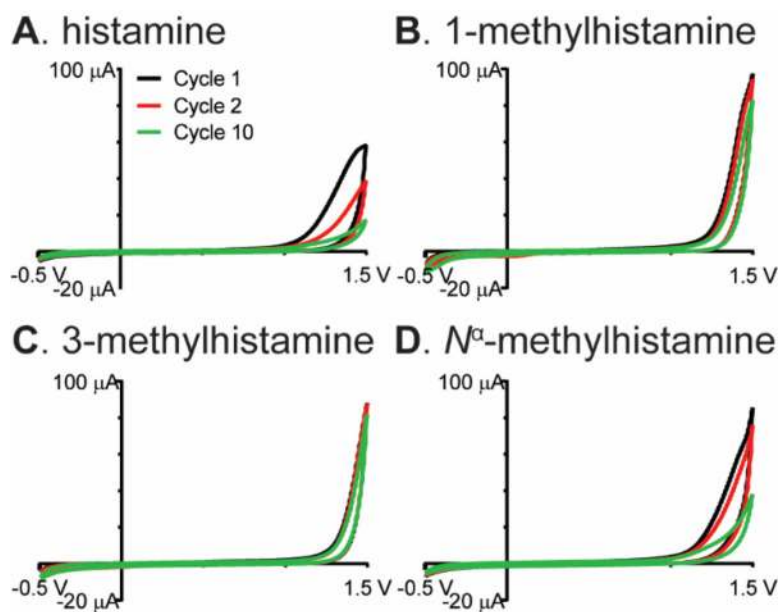 A. histamine
100 μA
Cycle 1
Cycle 2
Cycle 10
-0.5 V
1.5 V
-20 μA
B. 1-methylhistamine
100 μA
-0.5 V
1.5 V
-20 μA
C. 3-methylhistamine
100 μA
-0.5 V
1.5 V
-20 μA
D. Nᵅ-methylhistamine
100 μA
-0.5 V
1.5 V
-20 μA